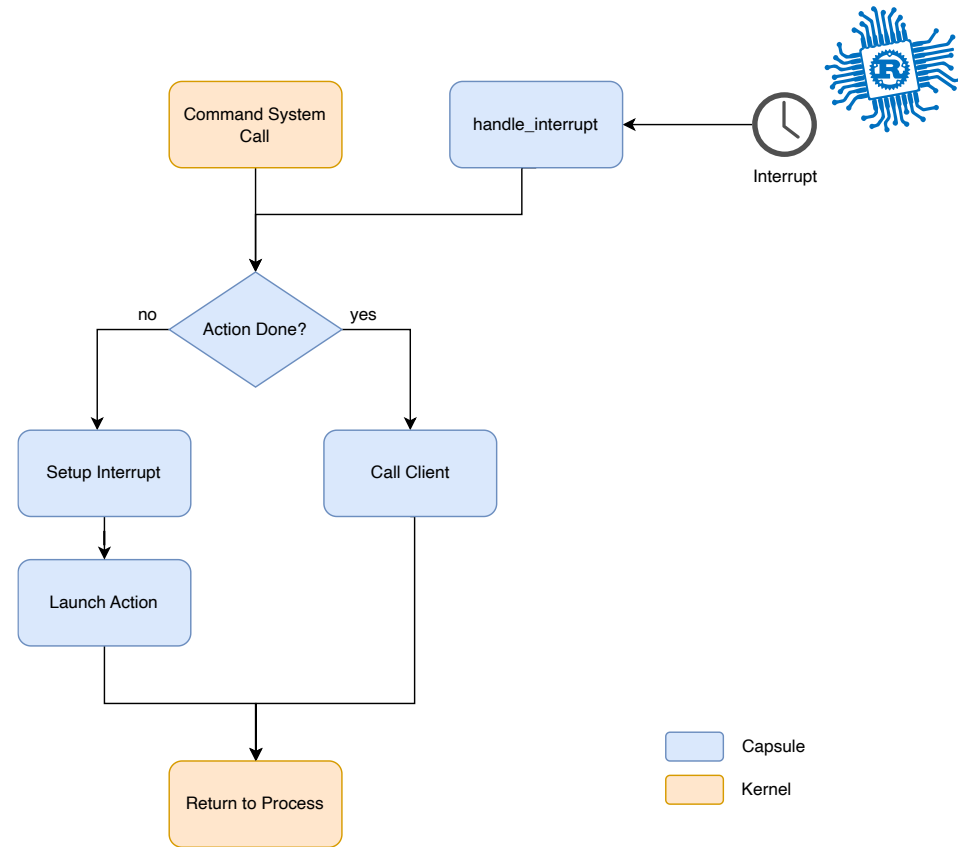 Command System
Call
handle_interrupt
R
Interrupt
no
Action Done?
yes
Setup Interrupt
Call Client
Launch Action
Capsule
Kernel
Return to Process